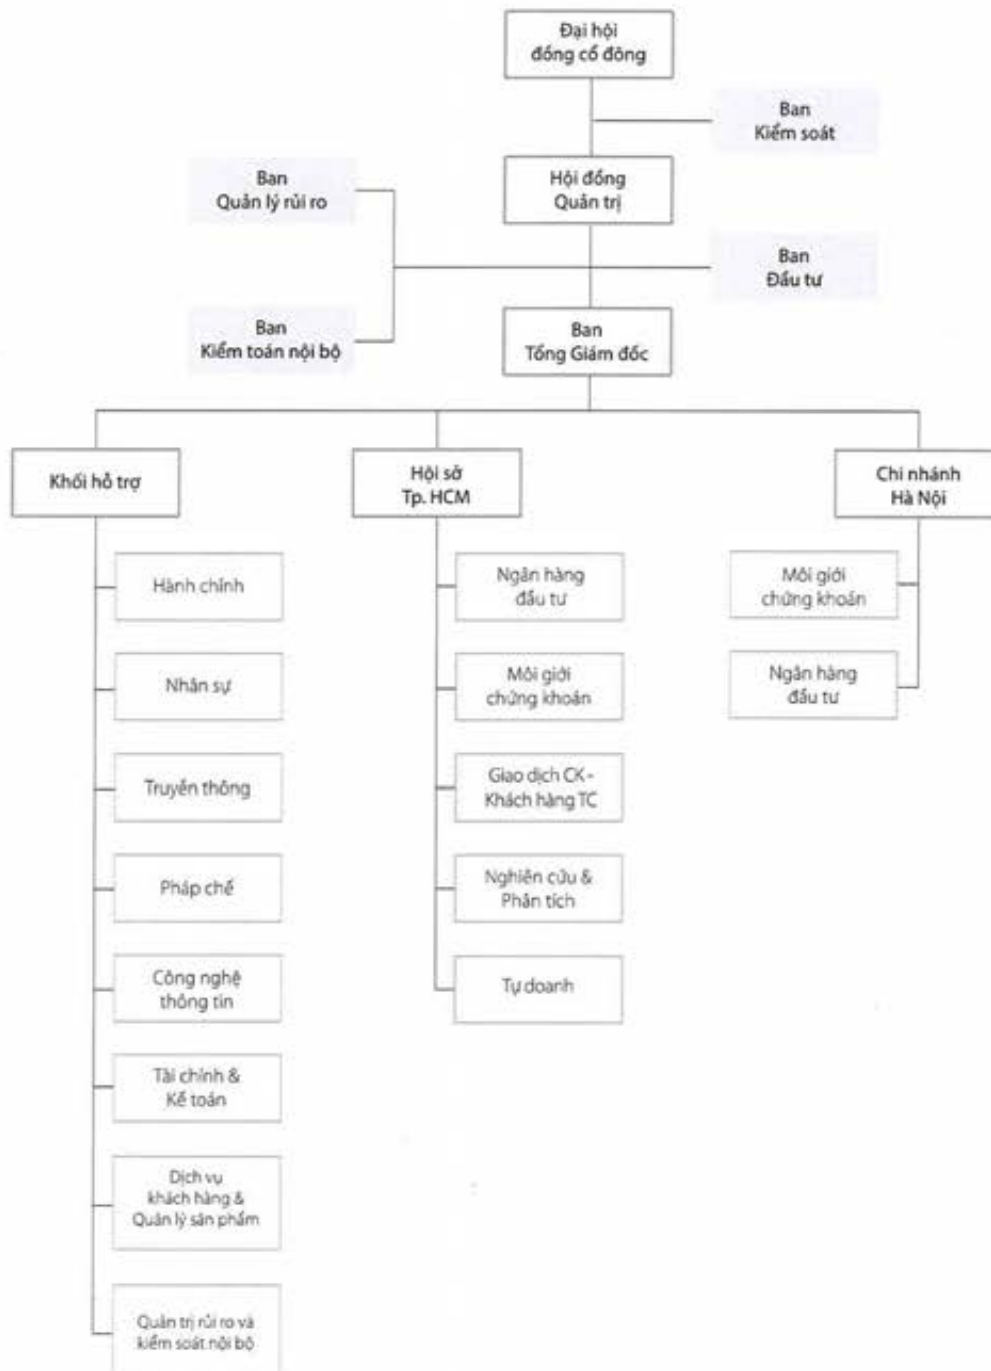 Đại hội
đồng cổ đông
Ban
Kiểm soát
Ban
Quản lý rủi ro
Hội đồng
Quản trị
Ban
Đầu tư
Ban
Kiểm toán nội bộ
Ban
Tổng Giám đốc
Khối hỗ trợ
Hội sở
Tp. HCM
Chi nhánh
Hà Nội
Hành chính
Nhân sự
Truyền thông
Pháp chế
Công nghệ
thông tin
Tài chính &
Kế toán
Dịch vụ
khách hàng &
Quản lý sản phẩm
Quản trị rủi ro và
kiểm soát nội bộ
Ngân hàng
đầu tư
Môi giới
chứng khoán
Giao dịch CK -
Khách hàng TC
Nghiên cứu &
Phân tích
Tự doanh
Môi giới
chứng khoán
Ngân hàng
đầu tư